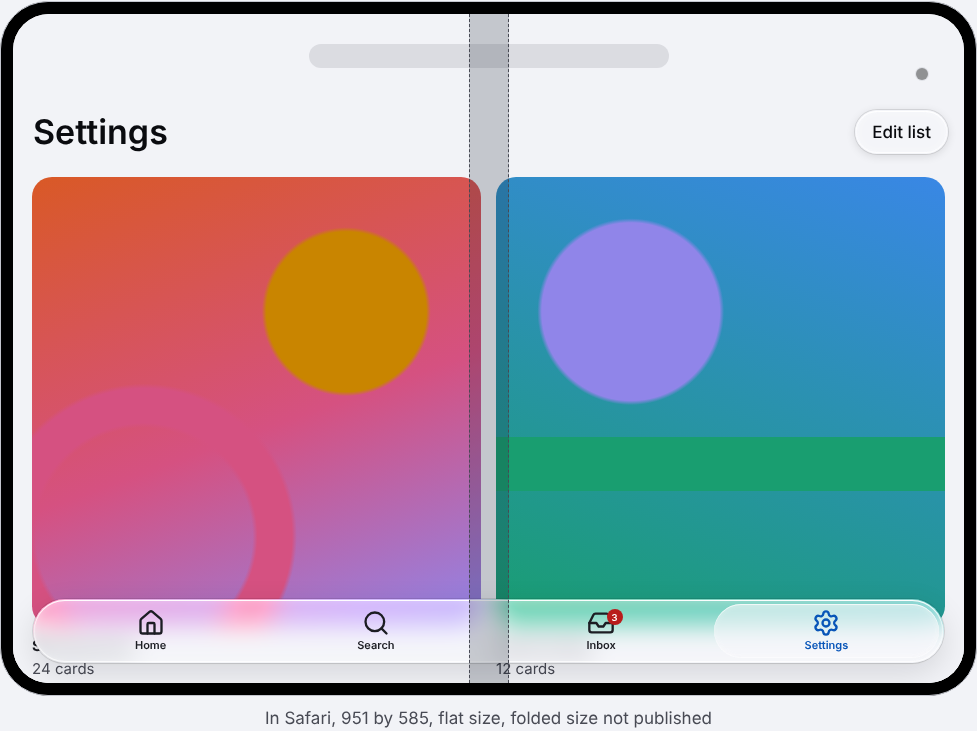 Settings
Edit list
Home
Search
Inbox
3
Settings
24 cards
12 cards
In Safari, 951 by 585, flat size, folded size not published